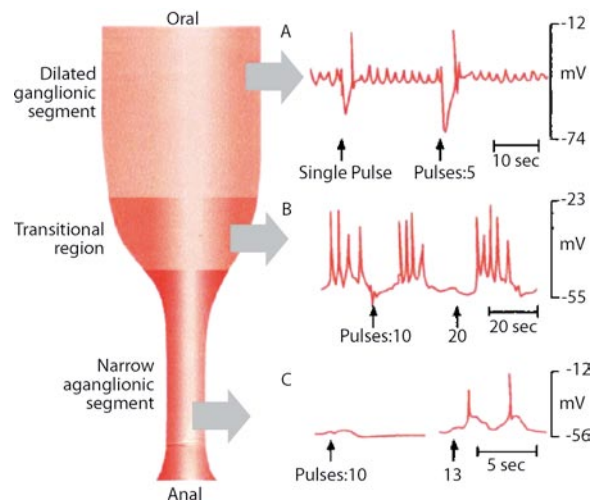 Oral
Dilated
ganglionic
segment
A
-12
mV
-74
10 sec
Single Pulse
Pulses:5
Transitional
region
B
-23
mV
-55
20 sec
Pulses:10
20
Narrow
aganglionic
segment
C
-12
mV
-56
5 sec
Pulses:10
13
Anal